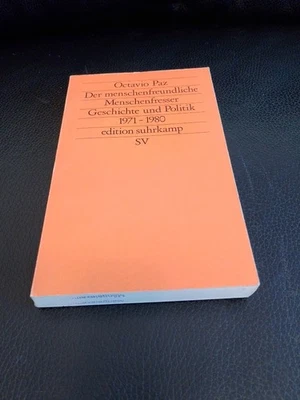 Octavio Paz
Der menschenfreundliche
Menschenfresser
Geschichte und Politik
1971 – 1980
edition suhrkamp
SV